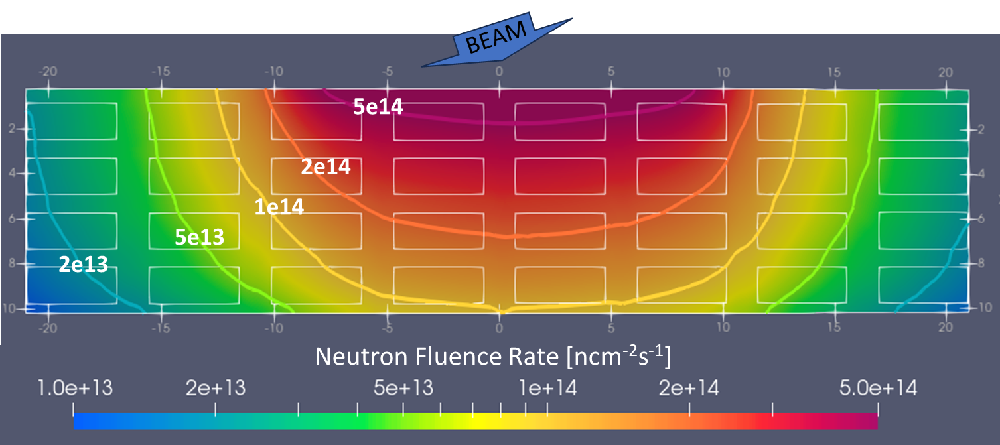 BEAM
-20 -15 -10 -5 0 5 10 15 20
5e14
2 2
2e14
4 4
1e14
6 6
5e13
2e13
8 8
10 10
-20 -15 -10 -5 0 5 10 15 20
Neutron Fluence Rate [ncm⁻²s⁻¹]
1.0e+13 2e+13 5e+13 1e+14 2e+14 5.0e+14